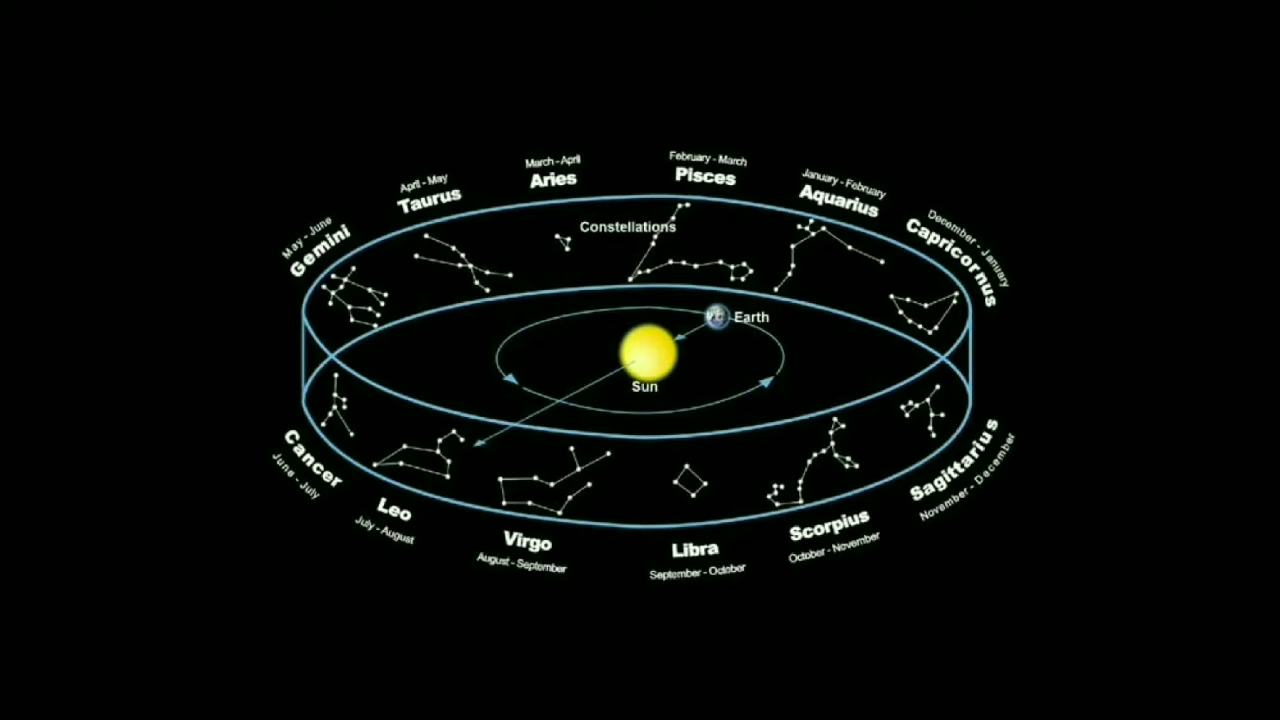 March - April
Aries
February - March
Pisces
January - February
Aquarius
April - May
Taurus
December - January
Capricornus
May - June
Gemini
Constellations
Earth
Sun
Cancer
June - July
Leo
July - August
Virgo
August - September
Libra
September - October
Scorpius
October - November
Sagittarius
November - December